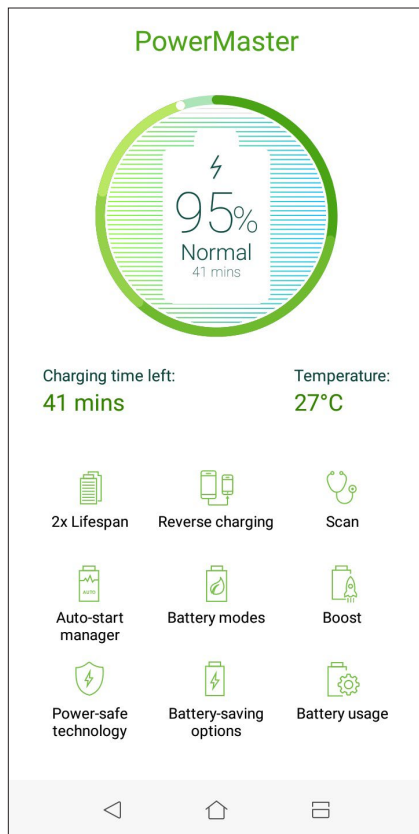 PowerMaster
95%
Normal
41 mins
Charging time left:
Temperature:
41 mins
27°C
2x Lifespan
Reverse charging
Scan
AUTO
Auto-start
manager
Battery modes
Boost
Power-safe
technology
Battery-saving
options
Battery usage